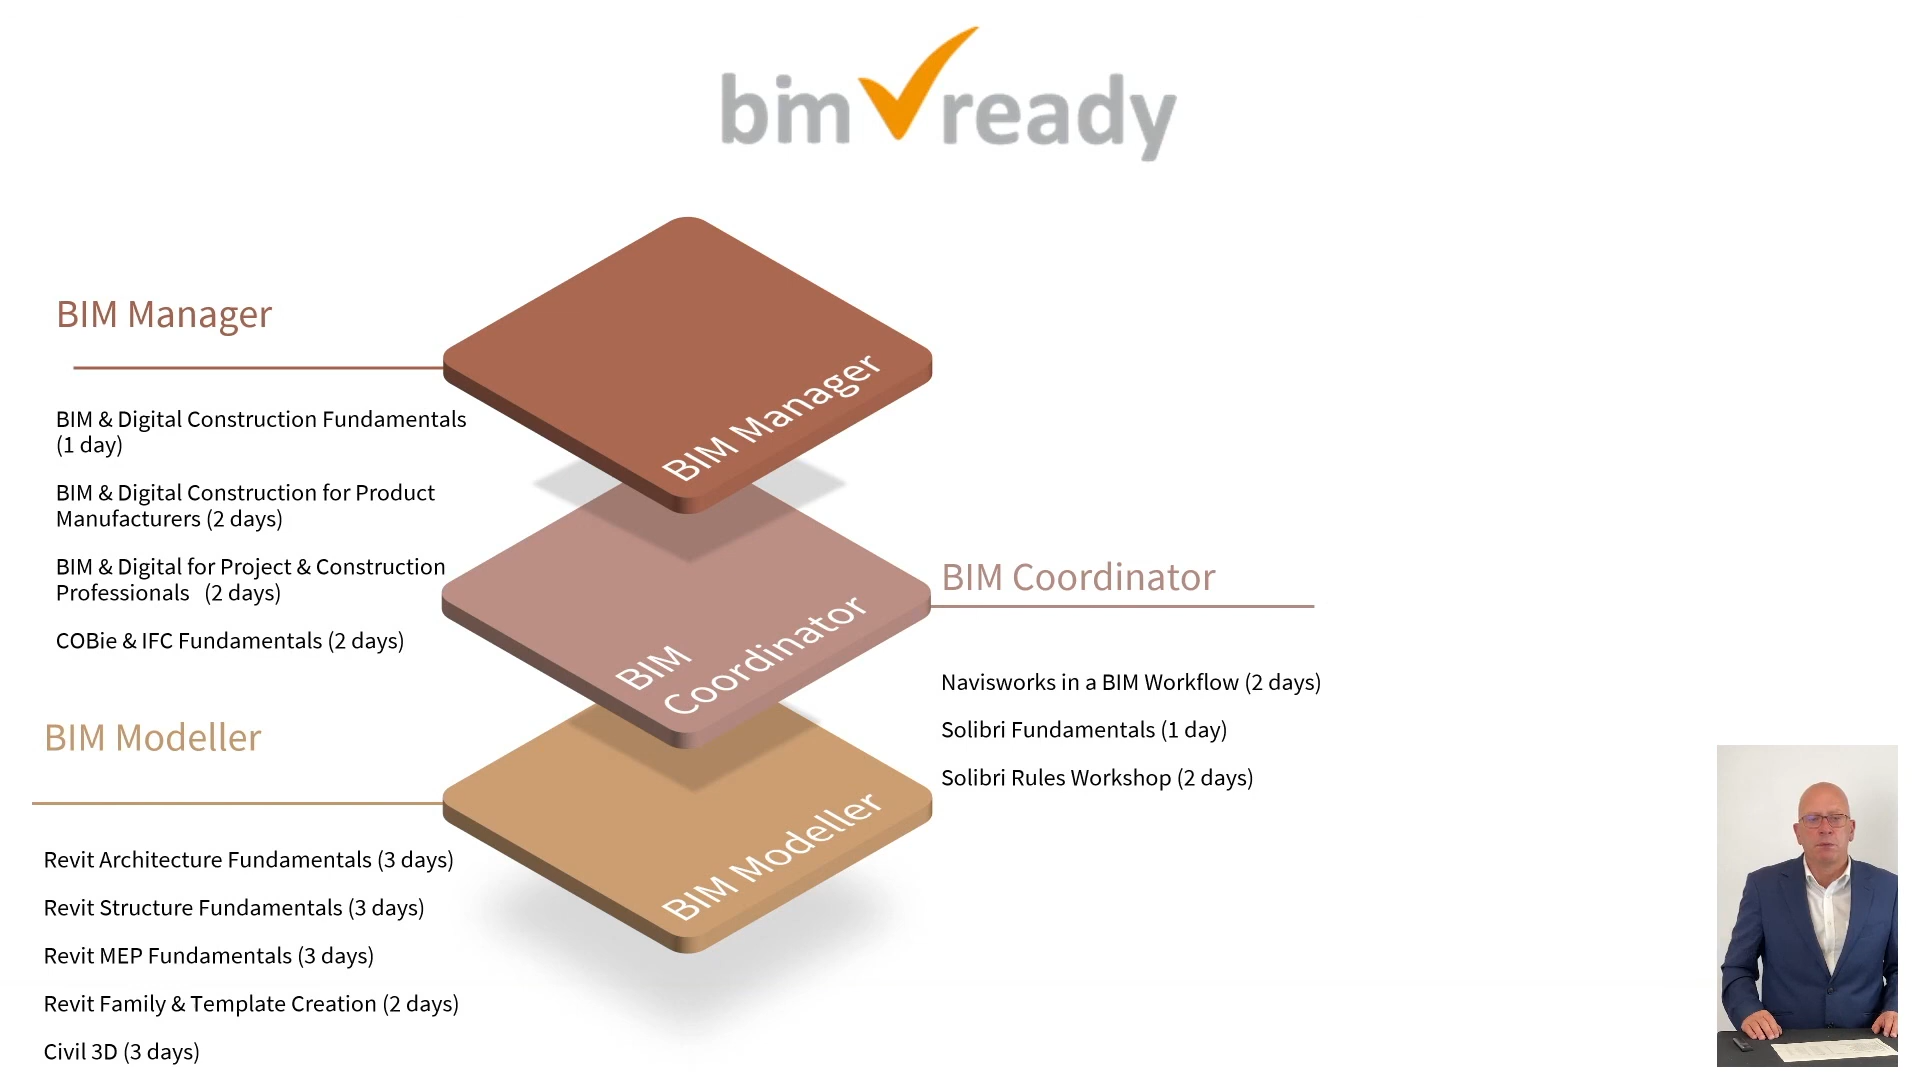 bim ready
BIM Manager
BIM & Digital Construction Fundamentals
(1 day)
BIM & Digital Construction for Product
Manufacturers (2 days)
BIM & Digital for Project & Construction
Professionals (2 days)
COBie & IFC Fundamentals (2 days)
BIM Modeller
Revit Architecture Fundamentals (3 days)
Revit Structure Fundamentals (3 days)
Revit MEP Fundamentals (3 days)
Revit Family & Template Creation (2 days)
Civil 3D (3 days)
BIM Manager
BIM
Coordinator
BIM Modeller
BIM Coordinator
Navisworks in a BIM Workflow (2 days)
Solibri Fundamentals (1 day)
Solibri Rules Workshop (2 days)